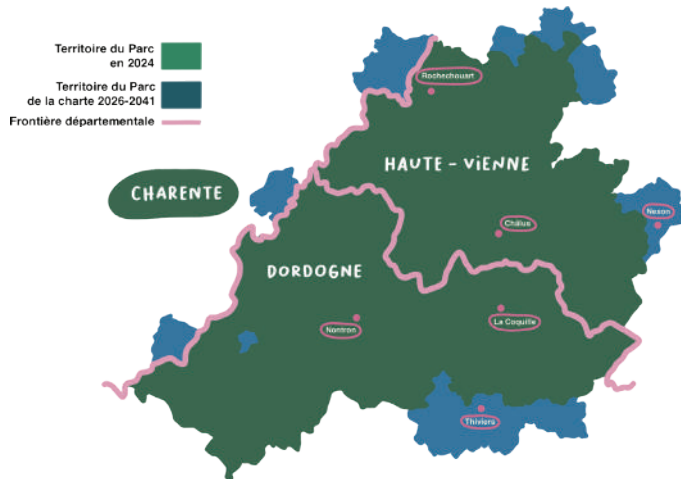 Territoire du Parc
en 2024
Territoire du Parc
de la charte 2026-2041
Frontière départementale
Rochechouart
HAUTE-ViENNE
CHARENTE
Nexon
Châlus
DORDOGNE
La Coquille
Nontron
Thiviers